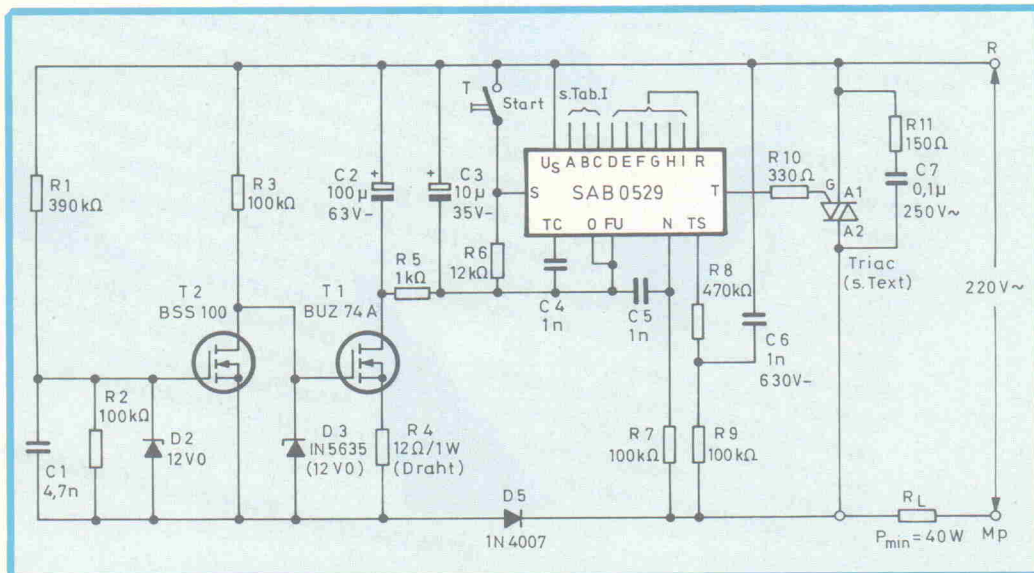 R
T
Start
s.Tab.I
R1
390kΩ
R3
100kΩ
C2
100µ
63V-
+
C3
10µ
35V-
+
US A B C D E F G H I R
S
SAB 0529
T
TC O FU N TS
R10
330Ω
G
A1
A2
R11
150Ω
C7
0,1µ
250V~
Triac
(s.Text)
220V~
R6
12kΩ
R5
1kΩ
C4
1n
C5
1n
R8
470kΩ
C6
1n
630V-
T2
BSS 100
T1
BUZ 74A
R2
100kΩ
D2
12V0
C1
4,7n
D3
IN5635
(12V0)
R4
12Ω/1W
(Draht)
R7
100kΩ
R9
100kΩ
D5
1N4007
RL
Pmin = 40W
Mp